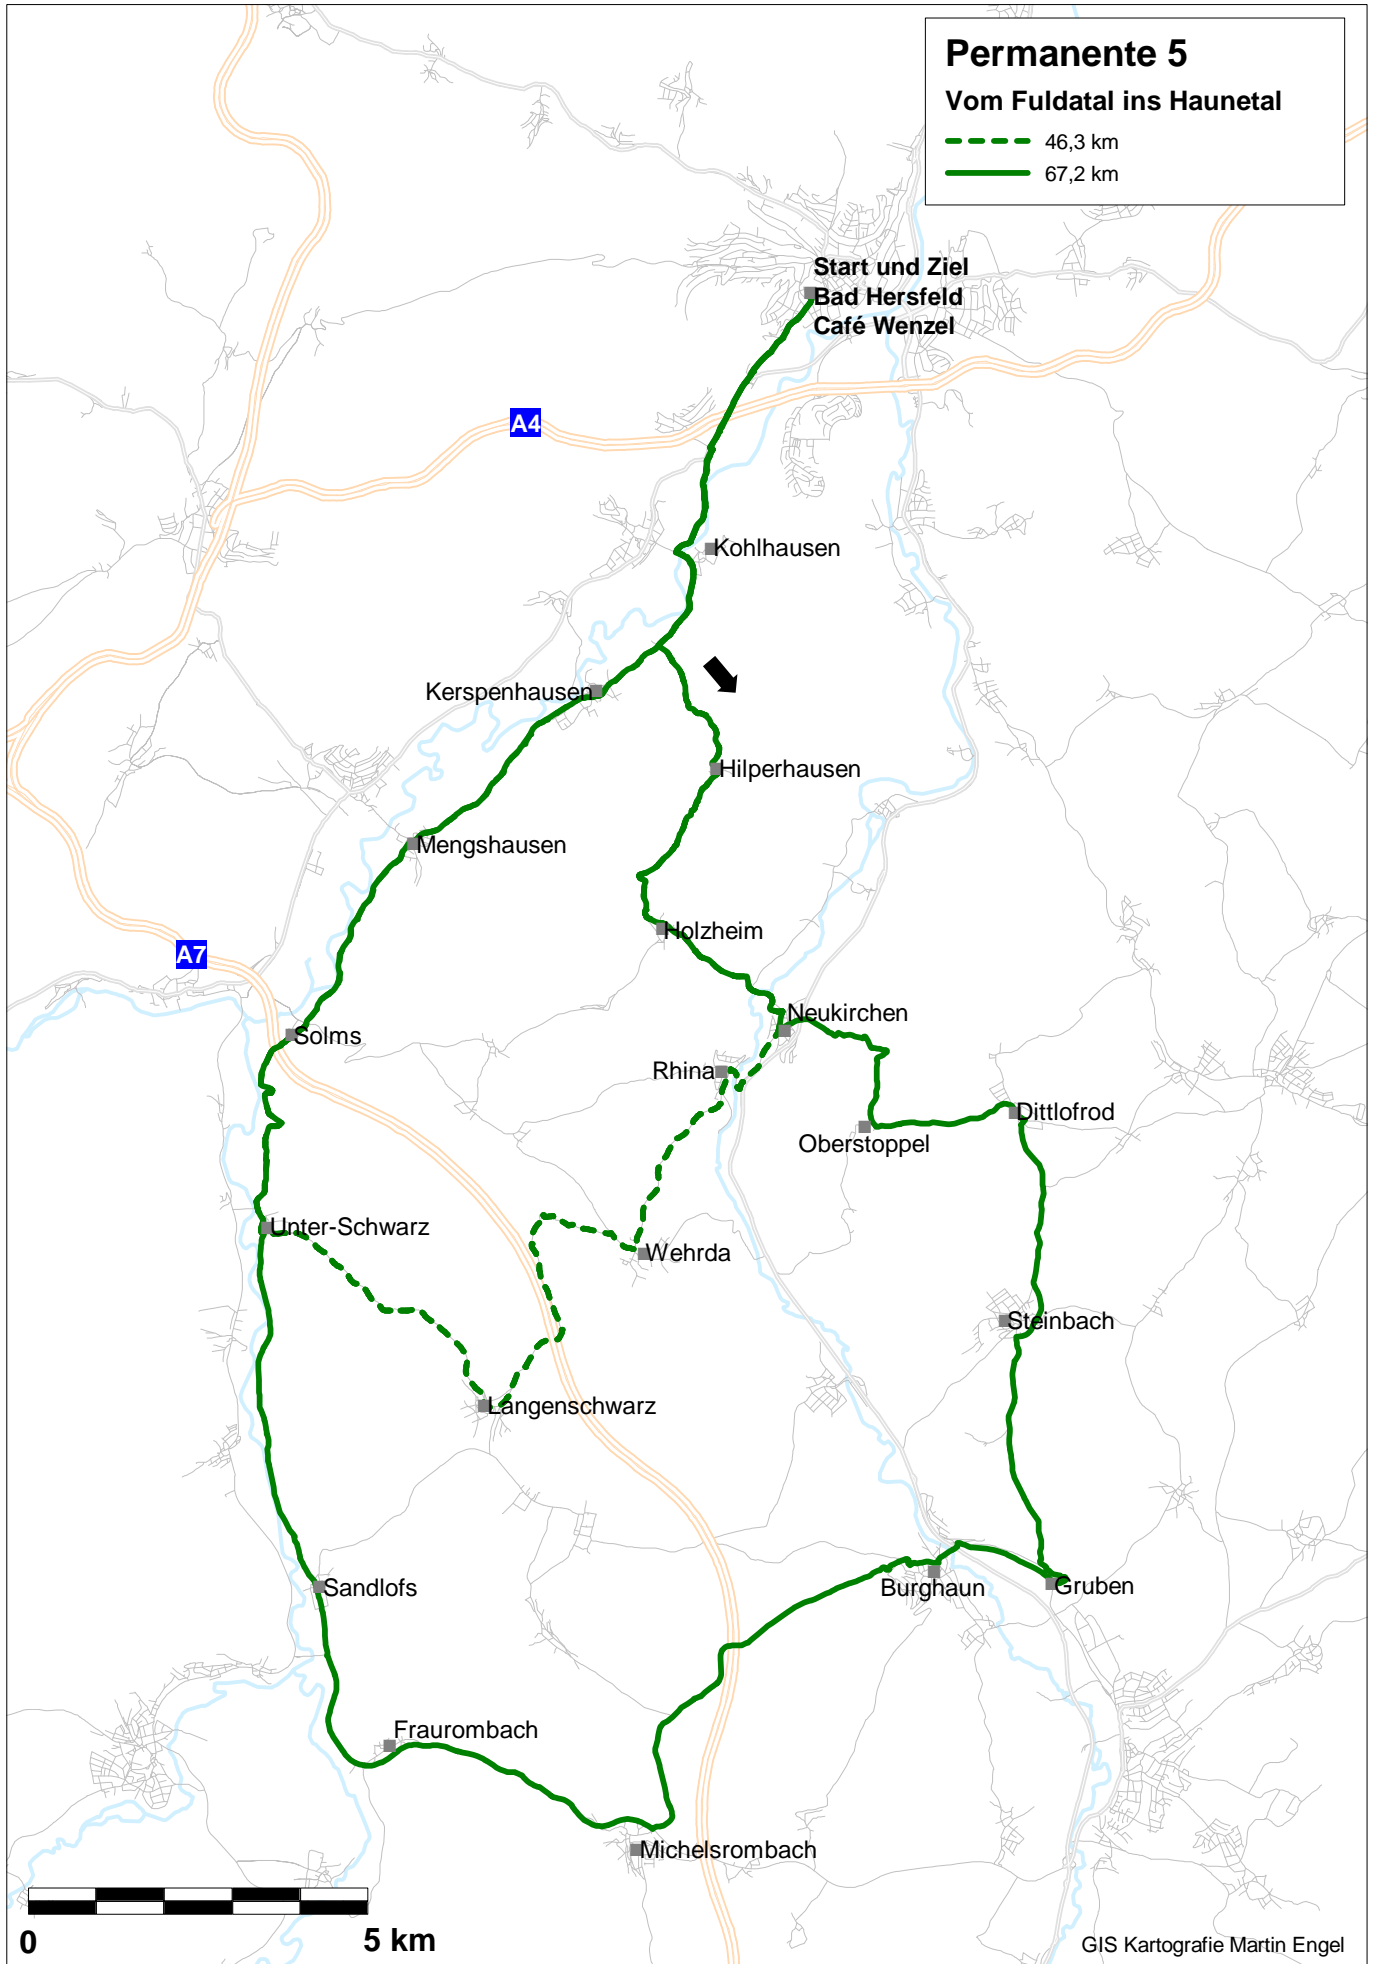 Permanente 5
Vom Fuldatal ins Haunetal
46,3 km
67,2 km
Start und Ziel
Bad Hersfeld
Café Wenzel
A4
Kohlhausen
Kerspenhausen
Hilperhausen
Mengshausen
Holzheim
A7
Neukirchen
Solms
Rhina
Dittlofrod
Oberstoppel
Unter-Schwarz
Wehrda
Steinbach
Langenschwarz
Sandlofs
Burghaun
Gruben
Fraurombach
Michelsrombach
0
5 km
GIS Kartografie Martin Engel